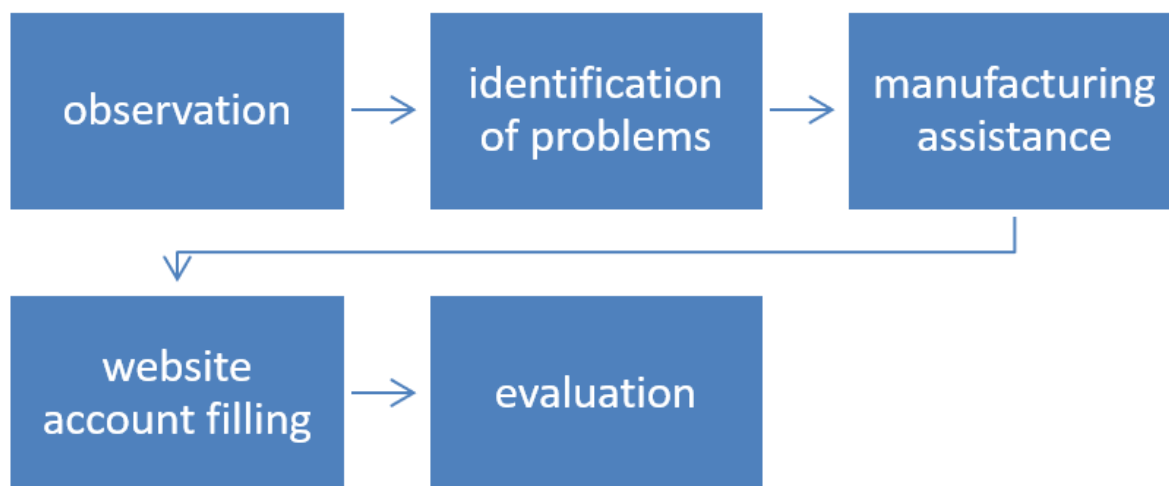 observation
identification
of problems
manufacturing
assistance
website
account filling
evaluation